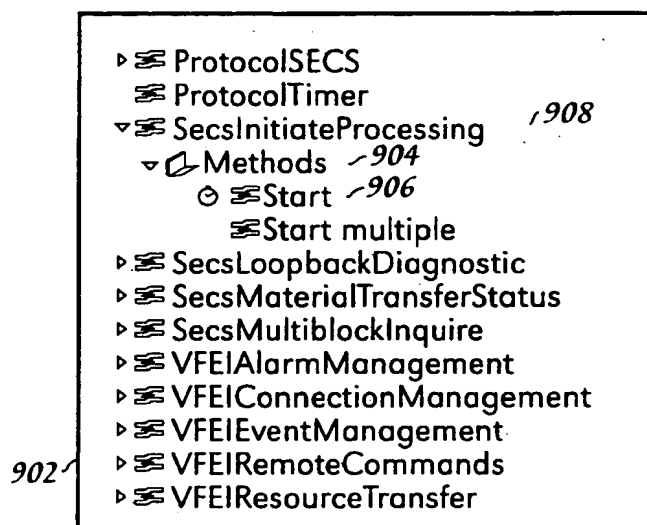 ProtocolSECS
ProtocolTimer
SecsInitiateProcessing 908
Methods 904
Start 906
Start multiple
SecsLoopbackDiagnostic
SecsMaterialTransferStatus
SecsMultiblockInquire
VFEIAlarmManagement
VFEIConnectionManagement
VFEIEventManagement
902 VFEIRemoteCommands
VFEIResourceTransfer